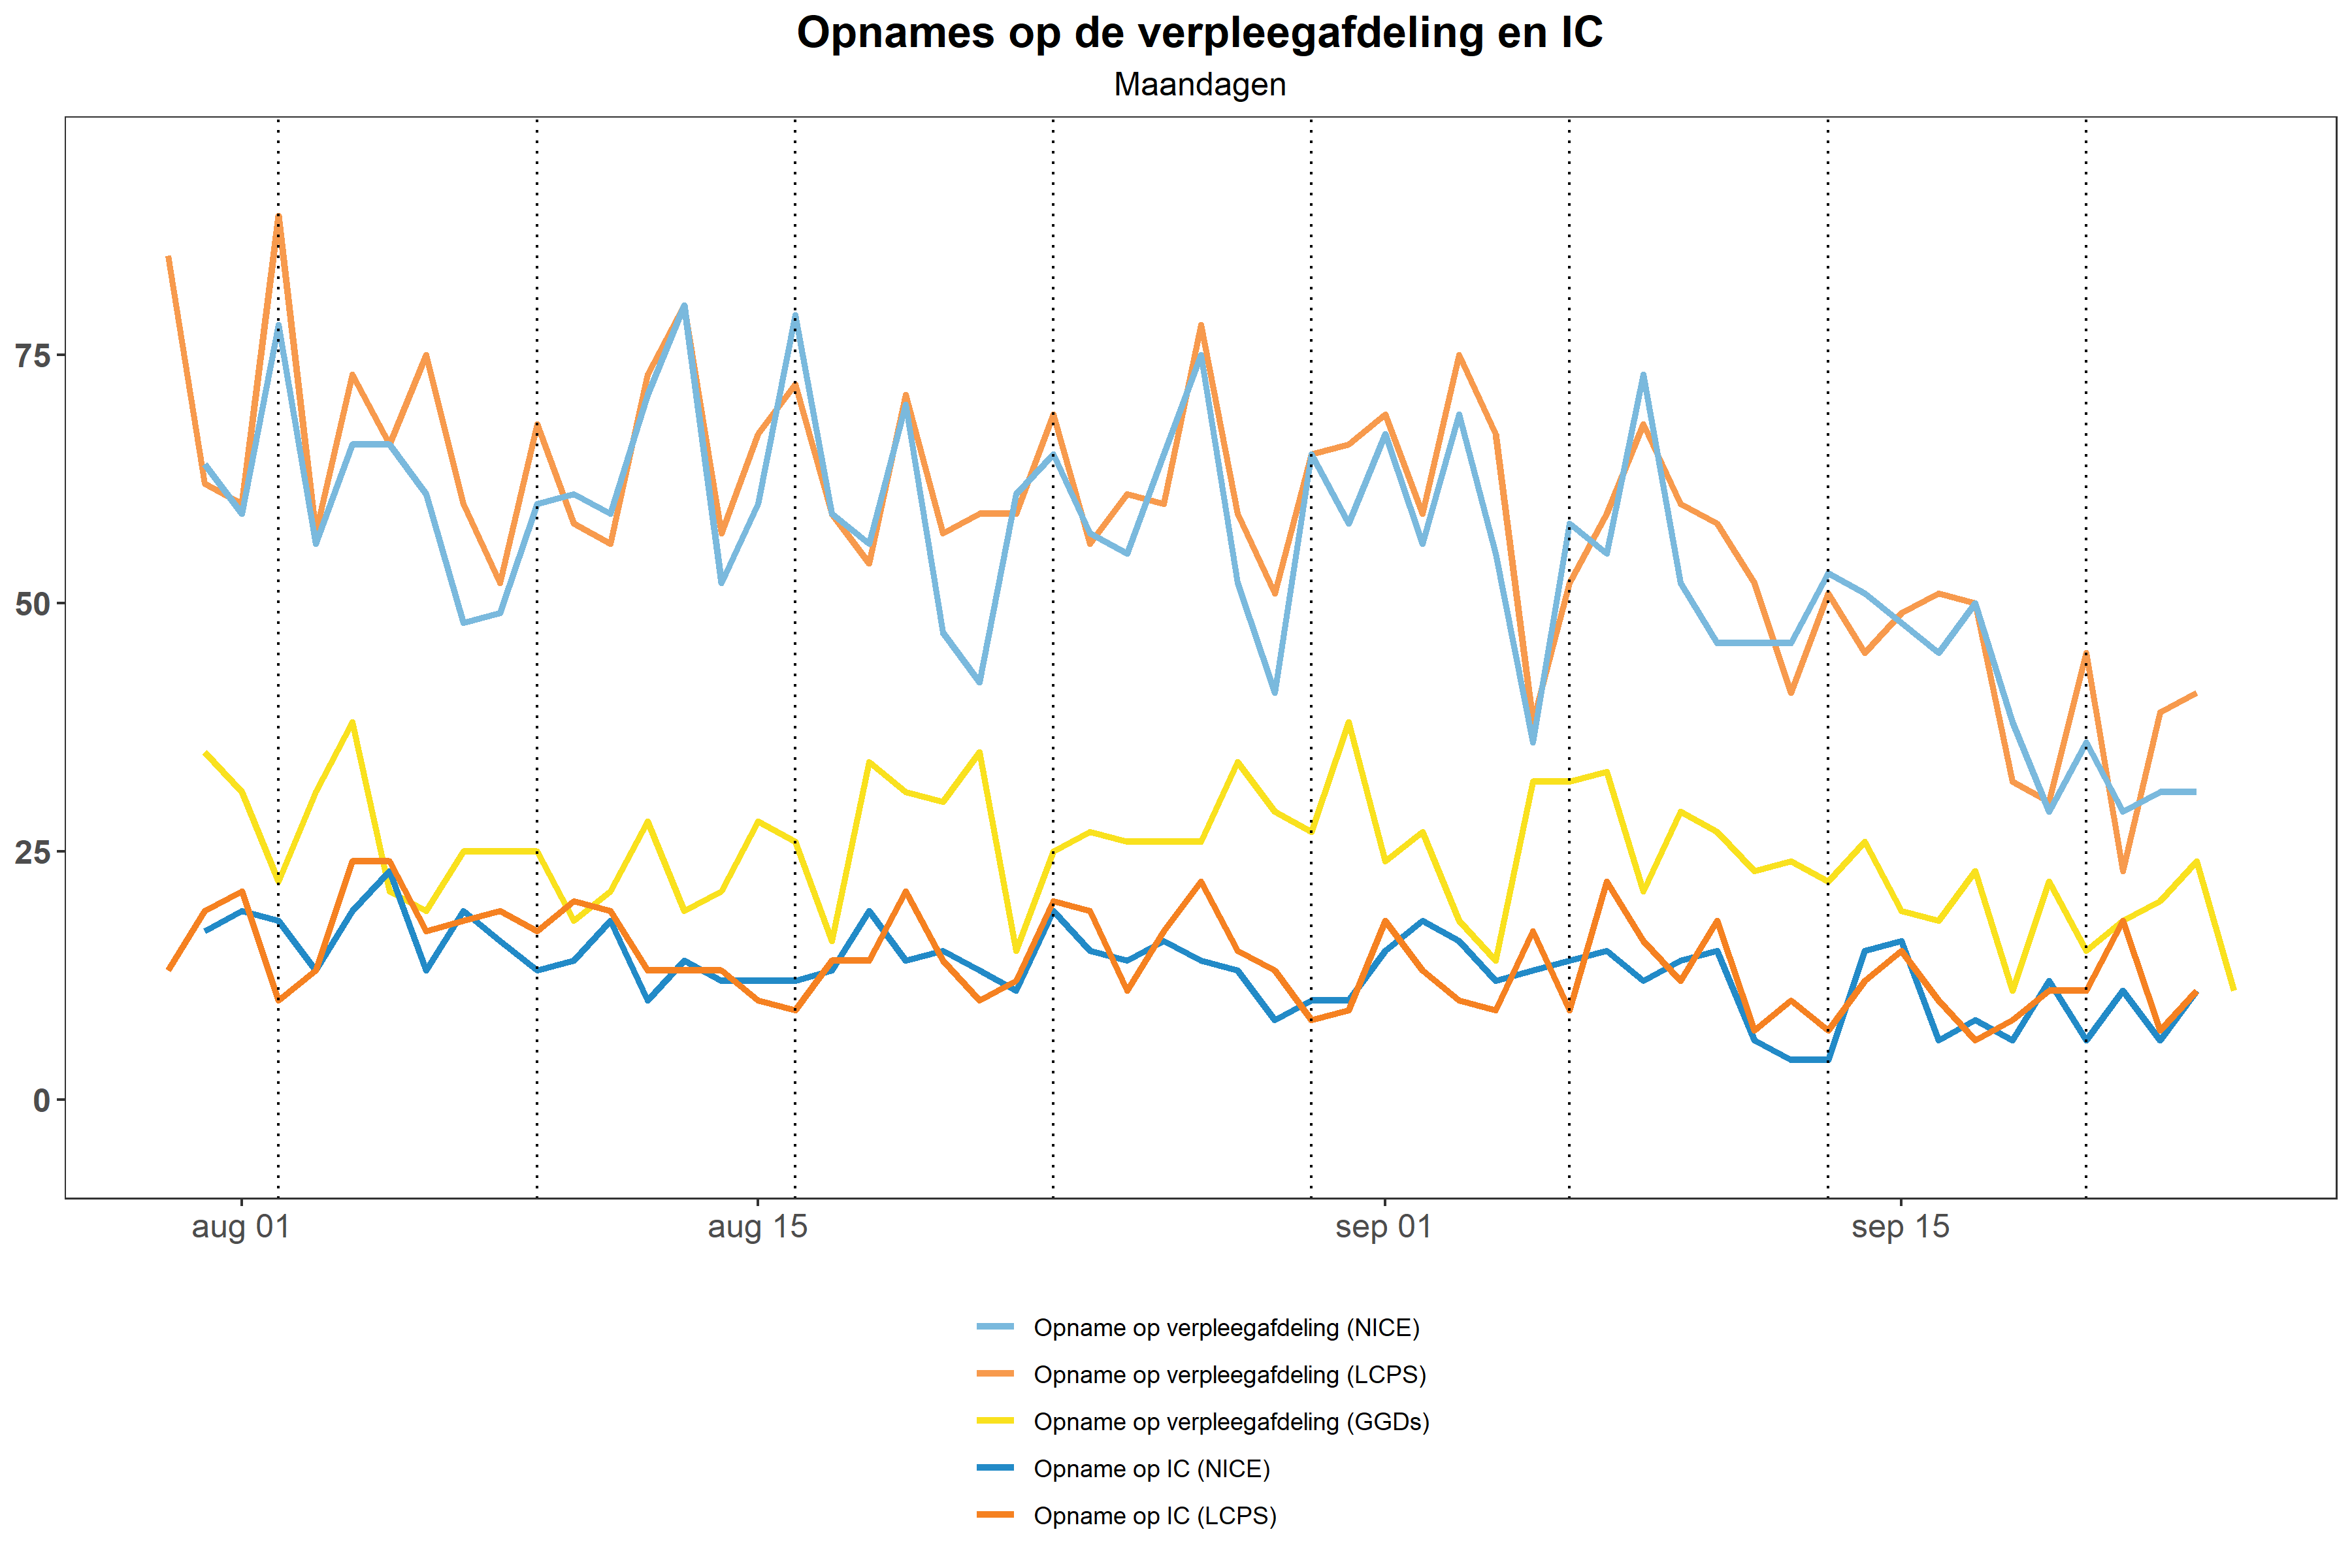 Opnames op de verpleegafdeling en IC
Maandagen
75
50
25
0
aug 01 aug 15 sep 01 sep 15
Opname op verpleegafdeling (NICE)
Opname op verpleegafdeling (LCPS)
Opname op verpleegafdeling (GGDs)
Opname op IC (NICE)
Opname op IC (LCPS)